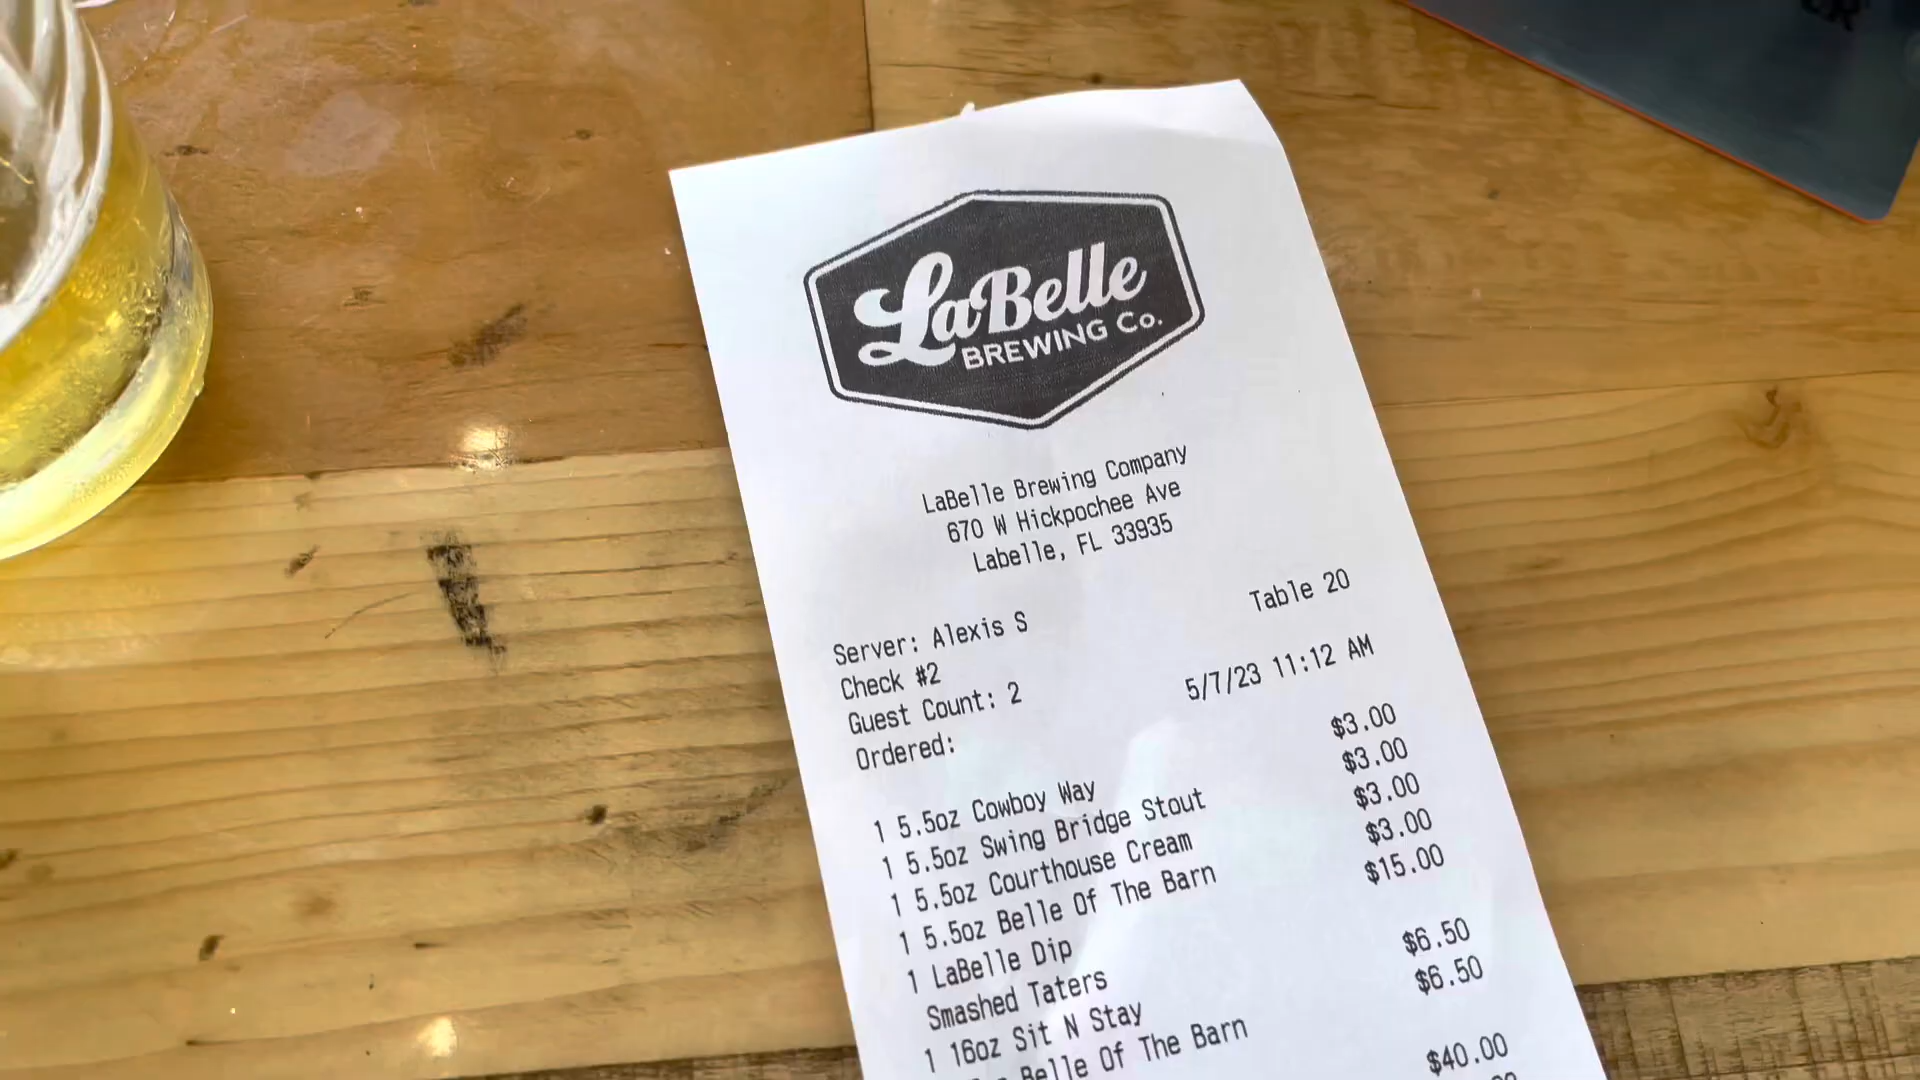 LaBelle
BREWING Co.
LaBelle Brewing Company
670 W Hickpochee Ave
Labelle, FL 33935
Server: Alexis S Table 20
Check #2
Guest Count: 2 5/7/23 11:12 AM
Ordered:
1 5.5oz Cowboy Way $3.00
1 5.5oz Swing Bridge Stout $3.00
1 5.5oz Courthouse Cream $3.00
1 5.5oz Belle Of The Barn $3.00
1 LaBelle Dip $15.00
Smashed Taters
1 16oz Sit N Stay $6.50
Belle Of The Barn $6.50
$40.00